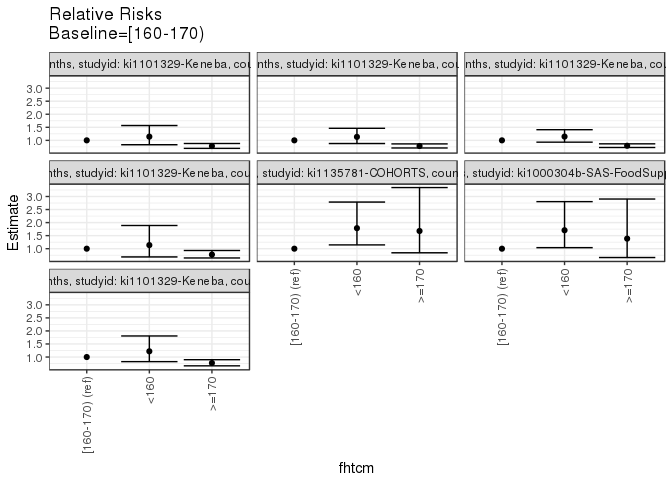 Relative Risks
Baseline=[160-170)
nths, studyid: ki1101329-Keneba, cou
nths, studyid: ki1101329-Keneba, cou
nths, studyid: ki1101329-Keneba, cou
3.0
2.5
2.0
1.5
1.0
nths, studyid: ki1101329-Keneba, cou
, studyid: ki1135781-COHORTS, coun
s, studyid: ki1000304b-SAS-FoodSupp
3.0
2.5
2.0
1.5
1.0
nths, studyid: ki1101329-Keneba, cou
3.0
2.5
2.0
1.5
1.0
Estimate
[160-170) (ref)
<160
>=170
[160-170) (ref)
<160
>=170
[160-170) (ref)
<160
>=170
fhtcm